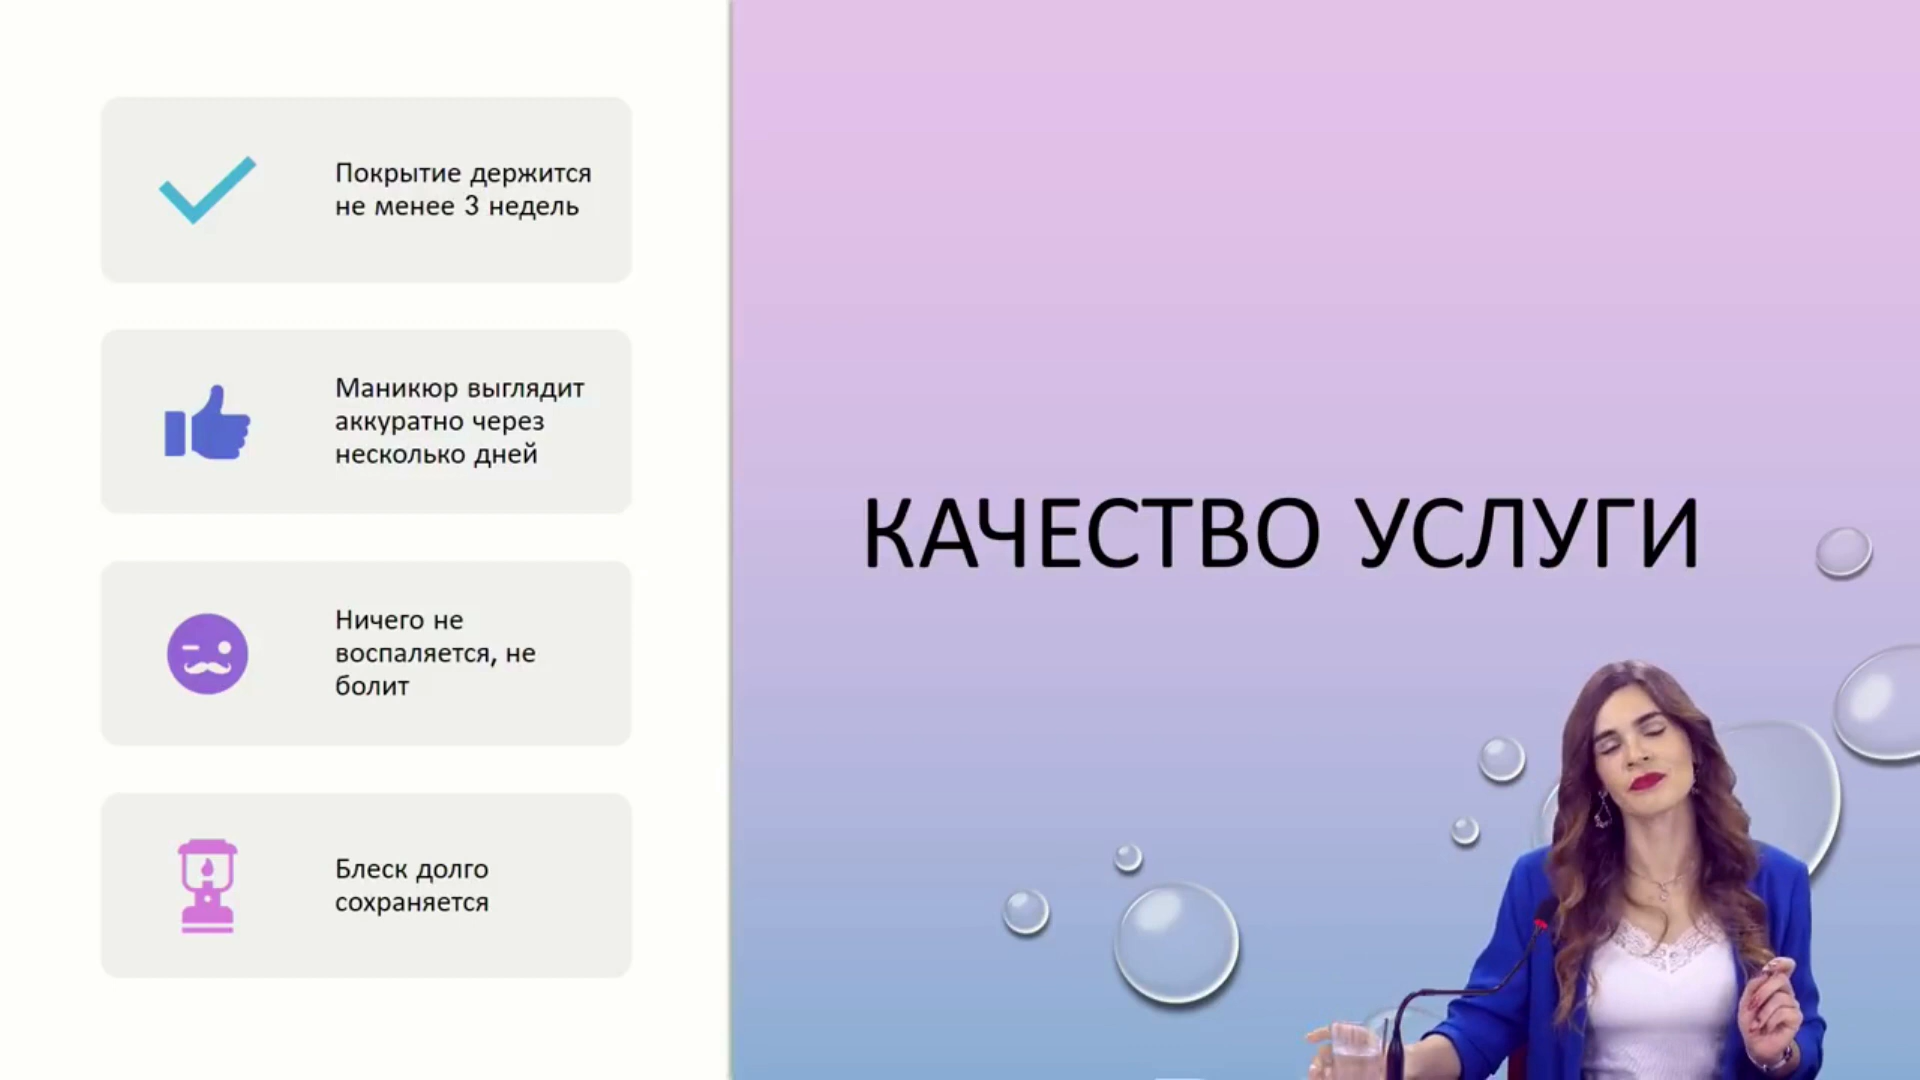 Покрытие держится
не менее 3 недель
Маникюр выглядит
аккуратно через
несколько дней
Ничего не
воспаляется, не
болит
Блеск долго
сохраняется
КАЧЕСТВО УСЛУГИ